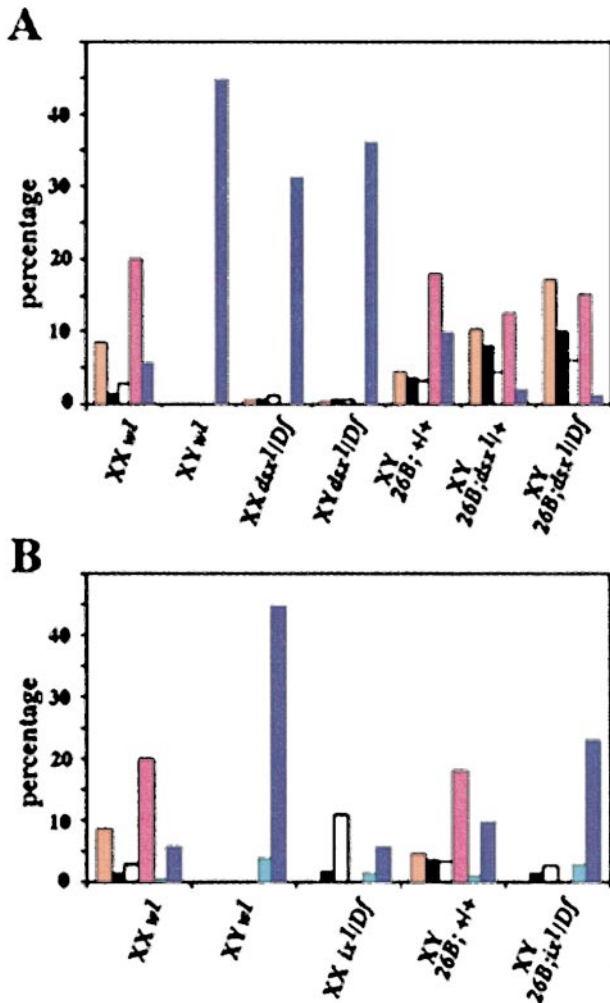 A
percentage
40
30
20
10
0
XX wl
XY wl
XX dsx1/Df
XY dsx1/Df
XY
26B; +/+
XY
26B;dsx1/+
XY
26B;dsx1/Df
B
percentage
40
30
20
10
0
XX wl
XY wl
XX ix1/Df
XY
26B; +/+
XY
26B;ix1/Df